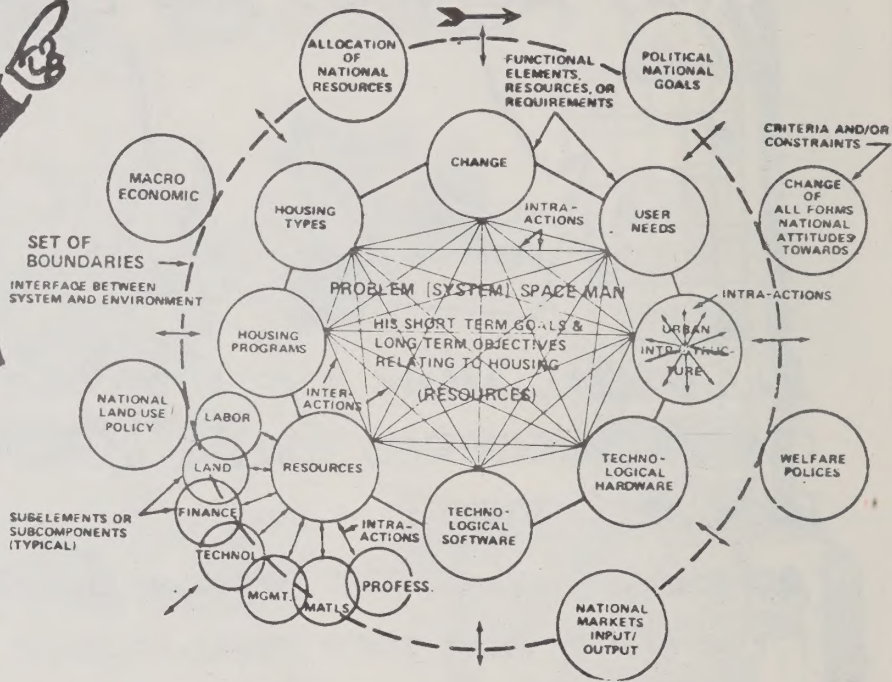 ALLOCATION
OF
NATIONAL
RESOURCES
FUNCTIONAL
ELEMENTS,
RESOURCES, OR
REQUIREMENTS
POLITICAL
NATIONAL
GOALS
CRITERIA AND/OR
CONSTRAINTS
CHANGE
OF
ALL FORMS
NATIONAL
ATTITUDES
TOWARDS
MACRO
ECONOMIC
HOUSING
TYPES
CHANGE
INTRA-
ACTIONS
USER
NEEDS
SET OF
BOUNDARIES
INTERFACE BETWEEN
SYSTEM AND ENVIRONMENT
PROBLEM [SYSTEM] SPACE MAN
HIS SHORT TERM GOALS &
LONG TERM OBJECTIVES
RELATING TO HOUSING
(RESOURCES)
INTRA-ACTIONS
URBAN
TURE
HOUSING
PROGRAMS
INTER-
ACTIONS
NATIONAL
LAND USE
POLICY
LABOR
LAND
FINANCE
TECHNOL
MGMT.
MATLS.
PROFESS.
RESOURCES
INTRA-
ACTIONS
SUBELEMENTS OR
SUBCOMPONENTS
(TYPICAL)
TECHNO-
LOGICAL
SOFTWARE
TECHNO-
LOGICAL
HARDWARE
WELFARE
POLICES
NATIONAL
MARKETS
INPUT/
OUTPUT